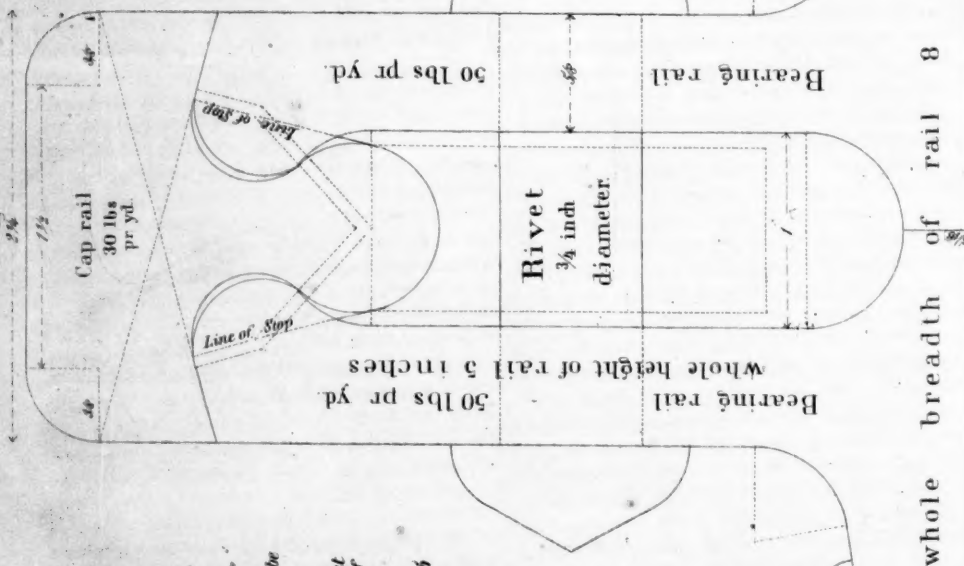 1½
Cap rail
30 lbs
pr yd.
Line of Stop
Line of Stop
50 lbs pr yd
Bearing rail
Rivet
¾ inch
diameter
1
whole height of rail 5 inches
50 lbs pr yd
Bearing rail
whole breadth of rail 8